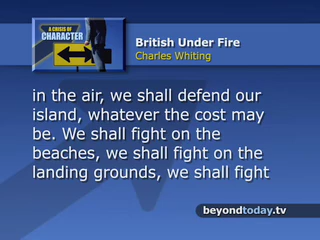 A CRISIS OF
CHARACTER
British Under Fire
Charles Whiting
in the air, we shall defend our
island, whatever the cost may
be. We shall fight on the
beaches, we shall fight on the
landing grounds, we shall fight
beyondtoday.tv